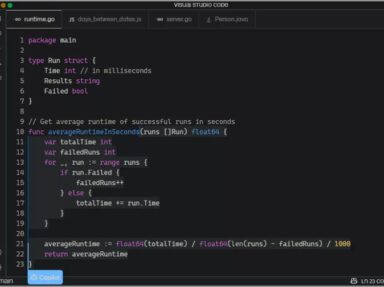 VISUAL STUDIO CODE
runtime.go
days_between_dates.js
server.go
Person.java
1 package main
2
3 type Run struct {
4 Time int // in milliseconds
5 Results string
6 Failed bool
7 }
8
9 // Get average runtime of successful runs in seconds
10 func averageRuntimeInSeconds(runs []Run) float64 {
11 var totalTime int
12 var failedRuns int
13 for _, run := range runs {
14 if run.Failed {
15 failedRuns++
16 } else {
17 totalTime += run.Time
18 }
19 }
20
21 averageRuntime := float64(totalTime) / float64(len(runs) - failedRuns) / 1000
22 return averageRuntime
23 }
Copilot
main
LN 23 CO